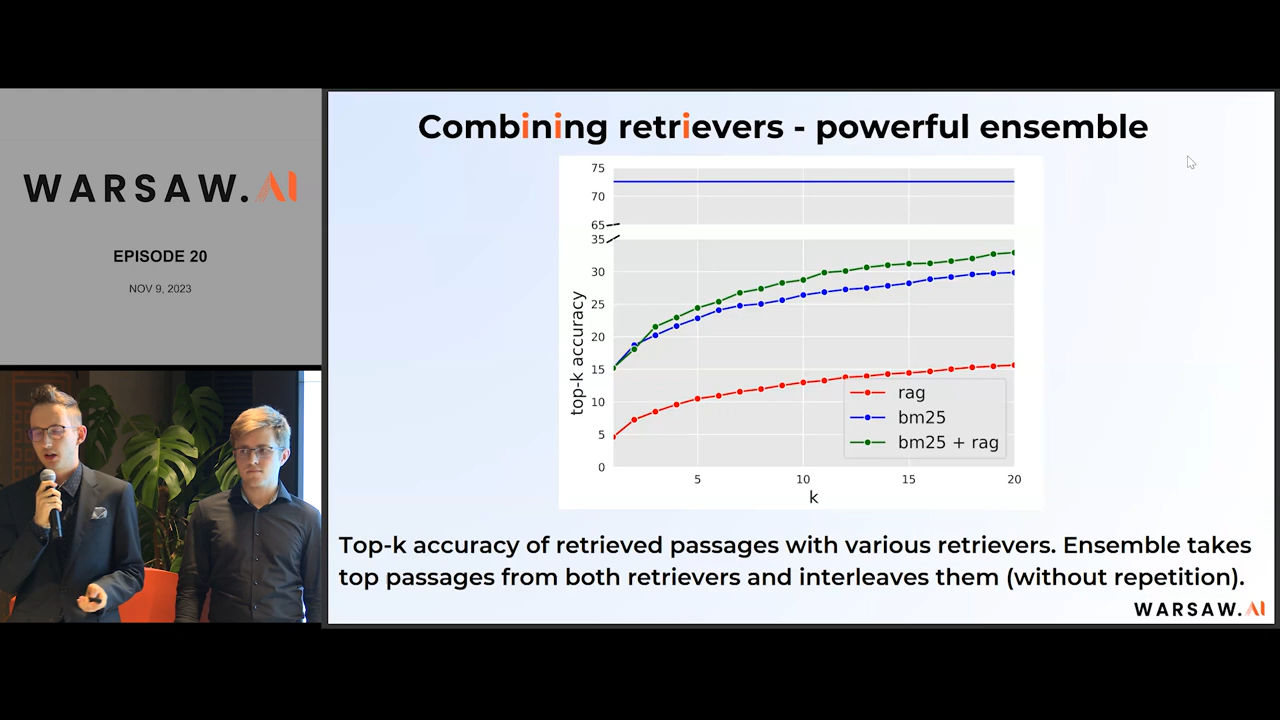 WARSAW.AI
EPISODE 20
NOV 9, 2023
Combining retrievers - powerful ensemble
75
70
65
35
30
25
20
15
10
5
0
top-k accuracy
rag
bm25
bm25 + rag
5
10
15
20
k
Top-k accuracy of retrieved passages with various retrievers. Ensemble takes
top passages from both retrievers and interleaves them (without repetition).
WARSAW.AI